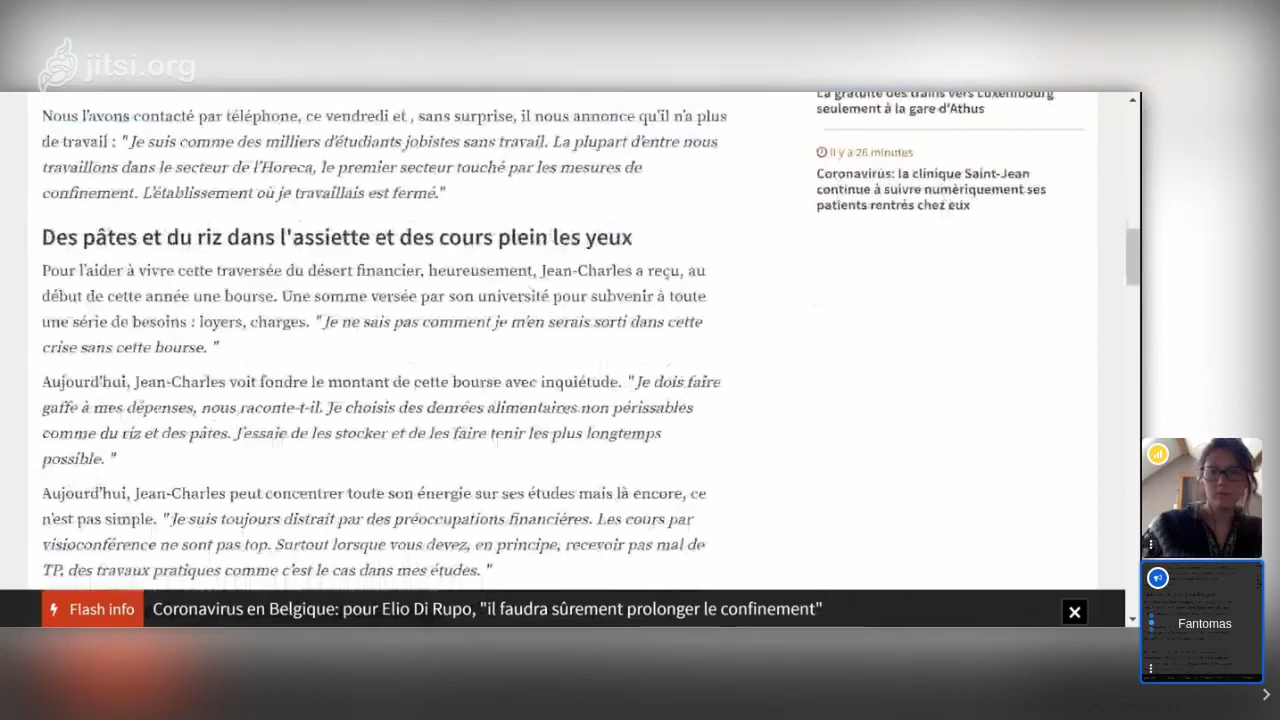 jitsi.org
Nous l'avons contacté par téléphone, ce vendredi et , sans surprise, il nous annonce qu'il n'a plus
de travail : "Je suis comme des milliers d'étudiants jobistes sans travail. La plupart d'entre nous
travaillons dans le secteur de l'Horeca, le premier secteur touché par les mesures de
confinement. L'établissement où je travaillais est fermé."
Des pâtes et du riz dans l'assiette et des cours plein les yeux
Pour l'aider à vivre cette traversée du désert financier, heureusement, Jean-Charles a reçu, au
début de cette année une bourse. Une somme versée par son université pour subvenir à toute
une série de besoins : loyers, charges. "Je ne sais pas comment je m'en serais sorti dans cette
crise sans cette bourse. "
Aujourd'hui, Jean-Charles voit fondre le montant de cette bourse avec inquiétude. "Je dois faire
gaffe à mes dépenses, nous raconte-t-il. Je choisis des denrées alimentaires non périssables
comme du riz et des pâtes. J'essaie de les stocker et de les faire tenir les plus longtemps
possible. "
Aujourd'hui, Jean-Charles peut concentrer toute son énergie sur ses études mais là encore, ce
n'est pas simple. "Je suis toujours distrait par des préoccupations financières. Les cours par
visioconférence ne sont pas top. Surtout lorsque vous devez, en principe, recevoir pas mal de
TP, des travaux pratiques comme c'est le cas dans mes études. "
La gratuité des trains vers Luxembourg
seulement à la gare d'Athus
Il y a 26 minutes
Coronavirus: la clinique Saint-Jean
continue à suivre numériquement ses
patients rentrés chez eux
Flash info
Coronavirus en Belgique: pour Elio Di Rupo, "il faudra sûrement prolonger le confinement"
Fantomas